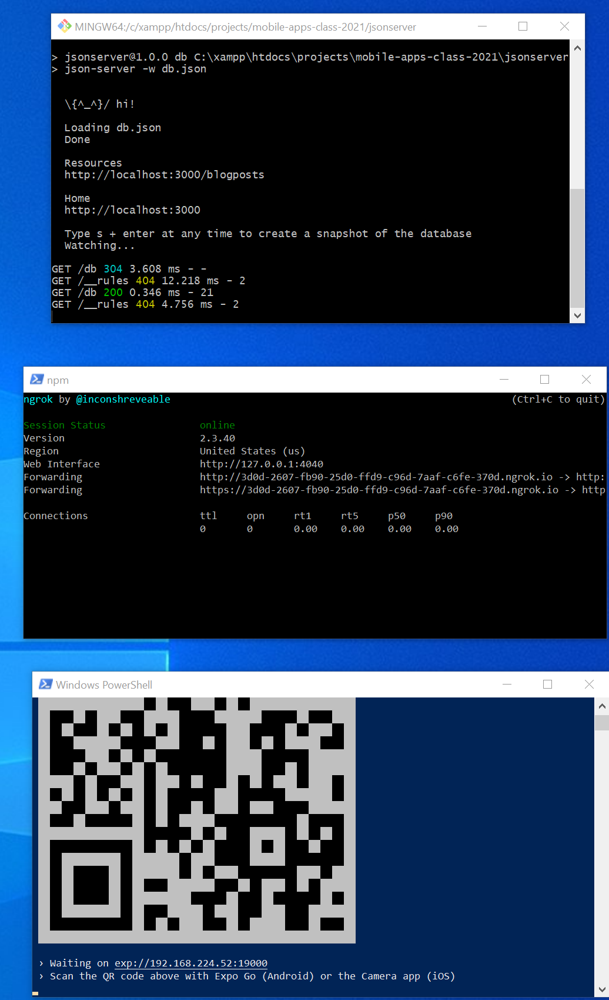 MINGW64:/c/xampp/htdocs/projects/mobile-apps-class-2021/jsonserver
> jsonserver@1.0.0 db C:\xampp\htdocs\projects\mobile-apps-class-2021\jsonserver
> json-server -w db.json
\{^_^}/ hi!
Loading db.json
Done
Resources
http://localhost:3000/blogposts
Home
http://localhost:3000
Type s + enter at any time to create a snapshot of the database
Watching...
GET /db 304 3.608 ms - -
GET /__rules 404 12.218 ms - 2
GET /db 200 0.346 ms - 21
GET /__rules 404 4.756 ms - 2
npm
ngrok by @inconshreveable (Ctrl+C to quit)
Session Status online
Version 2.3.40
Region United States (us)
Web Interface http://127.0.0.1:4040
Forwarding http://3d0d-2607-fb90-25d0-ffd9-c96d-7aaf-c6fe-370d.ngrok.io -> http:
Forwarding https://3d0d-2607-fb90-25d0-ffd9-c96d-7aaf-c6fe-370d.ngrok.io -> http
Connections ttl opn rt1 rt5 p50 p90
0 0 0.00 0.00 0.00 0.00
Windows PowerShell
› Waiting on exp://192.168.224.52:19000
› Scan the QR code above with Expo Go (Android) or the Camera app (iOS)